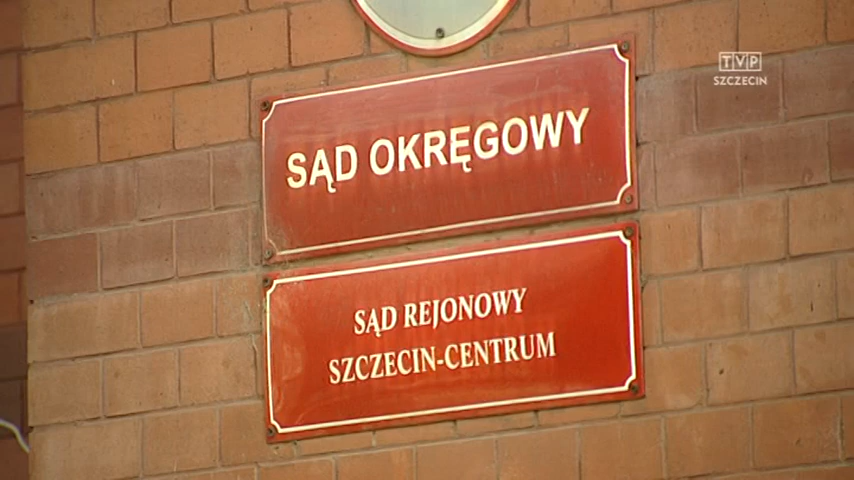 TVP
SZCZECIN
SĄD OKRĘGOWY
SĄD REJONOWY
SZCZECIN-CENTRUM